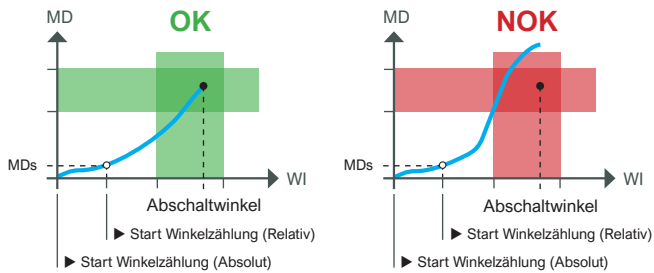 MD
OK
MDs
WI
Abschaltwinkel
▶ Start Winkelzählung (Relativ)
▶ Start Winkelzählung (Absolut)
MD
NOK
MDs
WI
Abschaltwinkel
▶ Start Winkelzählung (Relativ)
▶ Start Winkelzählung (Absolut)